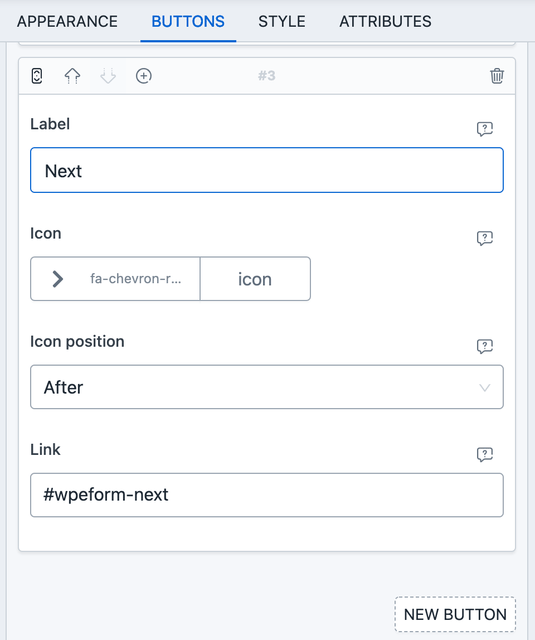 APPEARANCE BUTTONS STYLE ATTRIBUTES
#3
Label
Next
Icon
fa-chevron-r... icon
Icon position
After
Link
#wpeform-next
NEW BUTTON